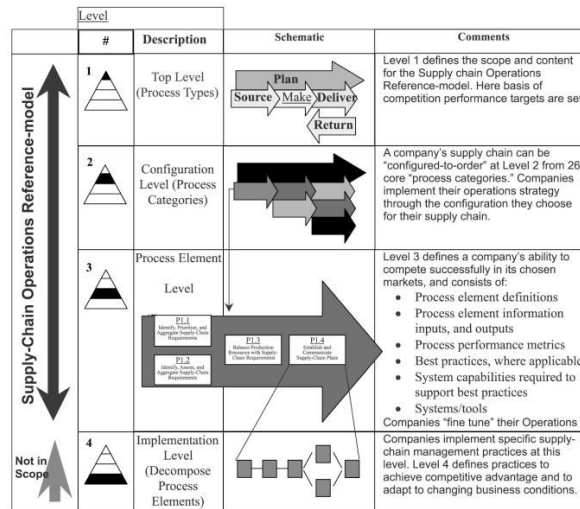 Level
#
Description
Schematic
Comments
Supply-Chain Operations Reference-model
1
Top Level
(Process Types)
Plan
Source
Make
Deliver
Return
Level 1 defines the scope and content
for the Supply chain Operations
Reference-model. Here basis of
competition performance targets are set
2
Configuration
Level (Process
Categories)
A company's supply chain can be
"configured-to-order" at Level 2 from 26
core "process categories." Companies
implement their operations strategy
through the configuration they choose
for their supply chain.
3
Process Element
Level
P1.1
Identify, Prioritize, and
Aggregate Supply-Chain
Requirements
P1.2
Identify, Assess, and
Aggregate Supply-Chain
Requirements
P1.3
Balance Production
Resources with Supply-
Chain Requirements
P1.4
Establish and
Communicate
Supply-Chain Plans
Level 3 defines a company's ability to
compete successfully in its chosen
markets, and consists of:
• Process element definitions
• Process element information
inputs, and outputs
• Process performance metrics
• Best practices, where applicable
• System capabilities required to
support best practices
• Systems/tools
Companies "fine tune" their Operations
Not in
Scope
4
Implementation
Level
(Decompose
Process
Elements)
Companies implement specific supply-
chain management practices at this
level. Level 4 defines practices to
achieve competitive advantage and to
adapt to changing business conditions.